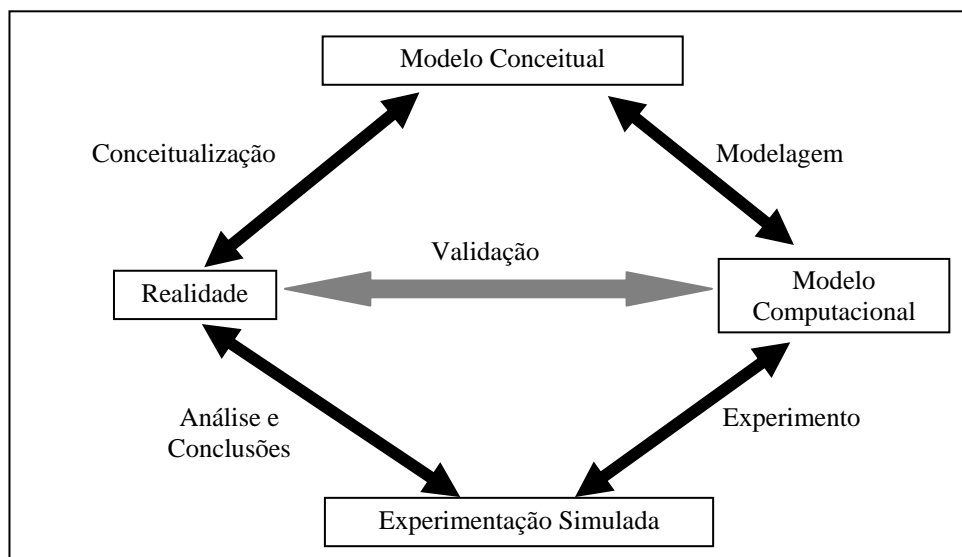 Modelo Conceitual
Conceitualização
Modelagem
Validação
Realidade
Modelo
Computacional
Análise e
Conclusões
Experimento
Experimentação Simulada